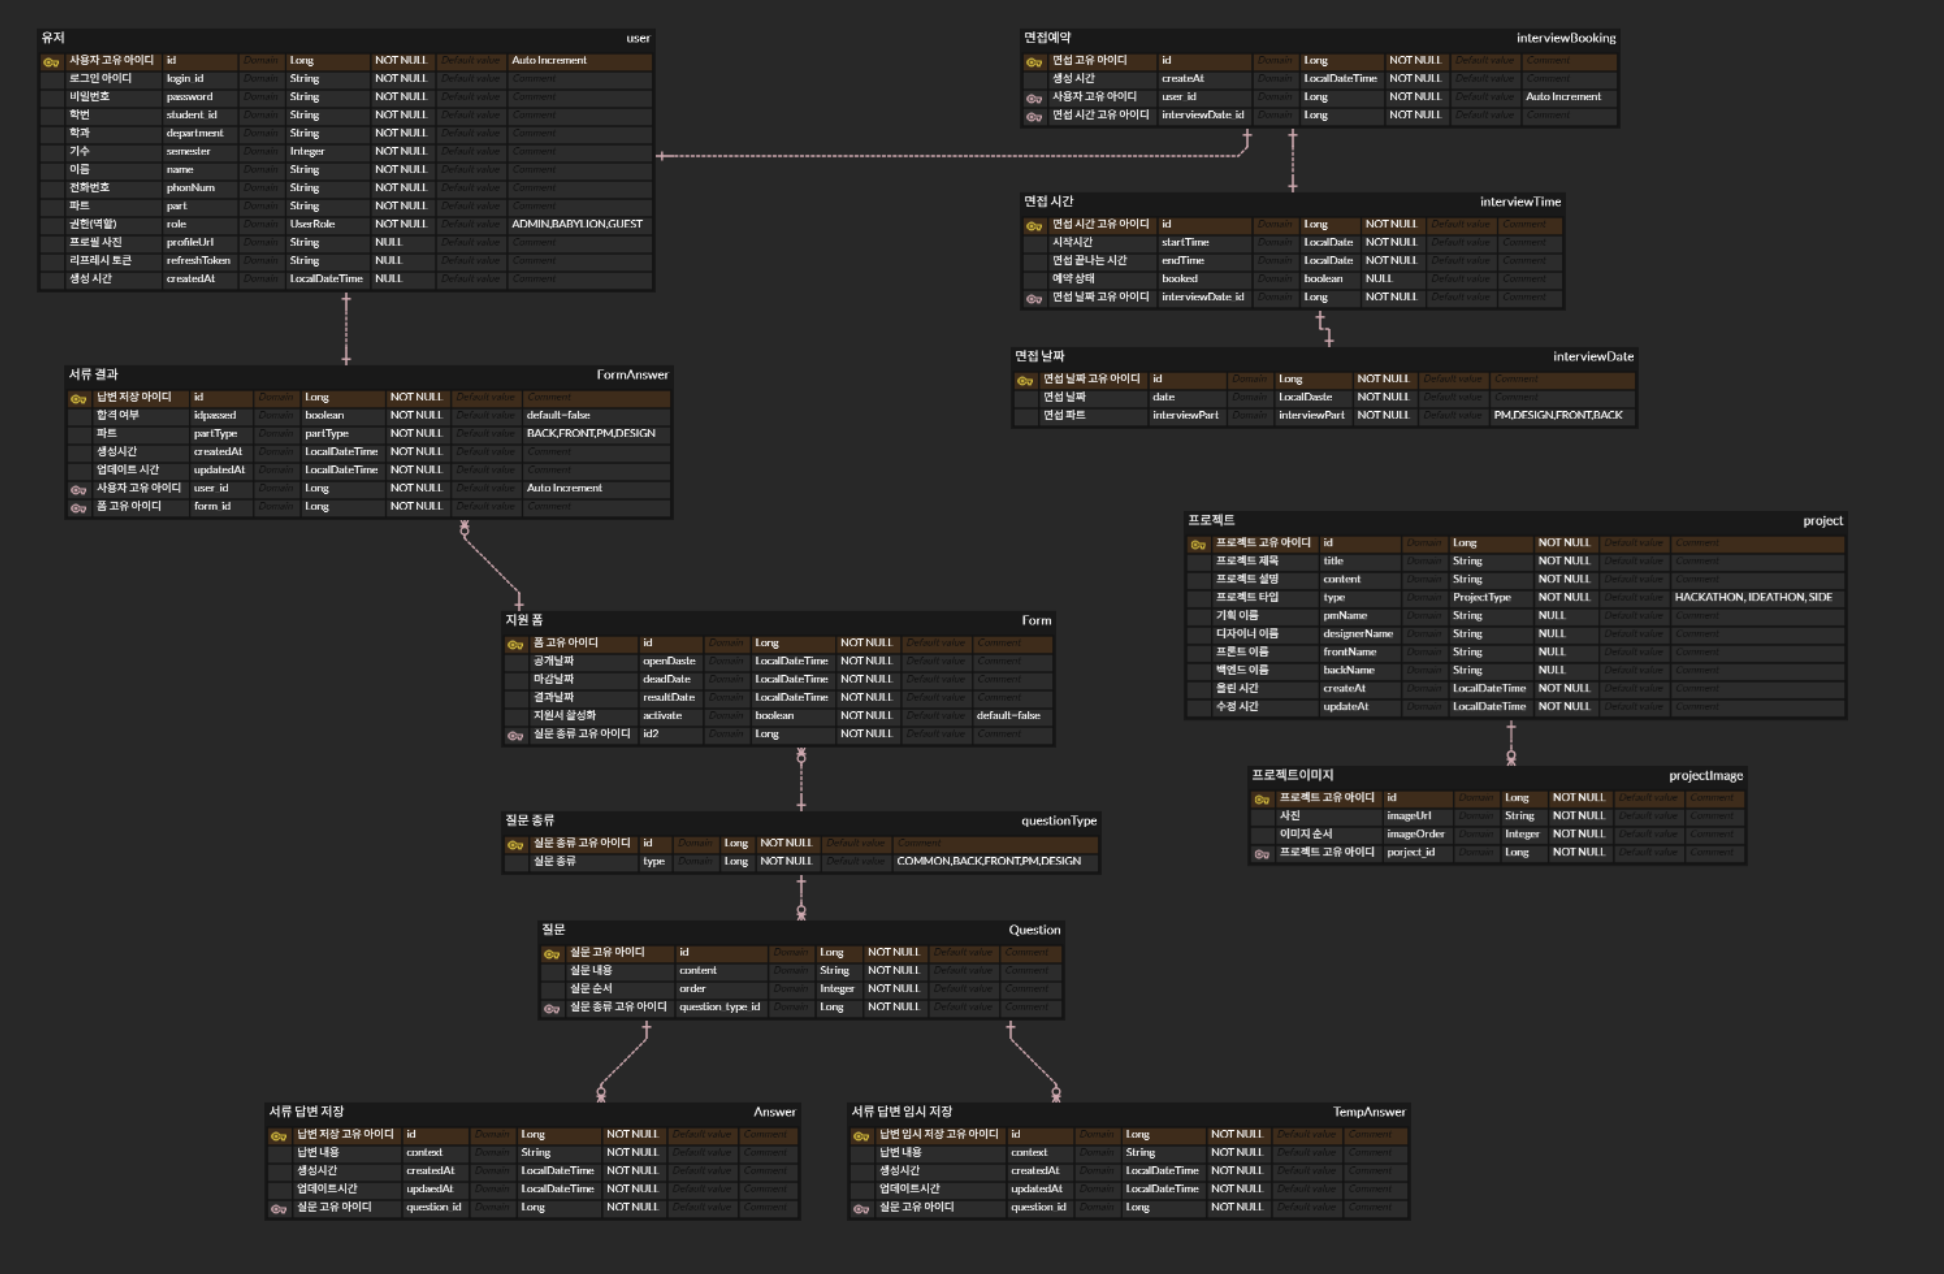 유저 user
사용자 고유 아이디 id Domain Long NOT NULL Default value Auto Increment
로그인 아이디 login_id Domain String NOT NULL Default value Comment
비밀번호 password Domain String NOT NULL Default value Comment
학번 student_id Domain String NOT NULL Default value Comment
학과 department Domain String NOT NULL Default value Comment
기수 semester Domain Integer NOT NULL Default value Comment
이름 name Domain String NOT NULL Default value Comment
전화번호 phonNum Domain String NOT NULL Default value Comment
파트 part Domain String NOT NULL Default value Comment
권한(역할) role Domain UserRole NOT NULL Default value ADMIN,BABYLION,GUEST
프로필 사진 profileUrl Domain String NULL Default value Comment
리프레시 토큰 refreshToken Domain String NULL Default value Comment
생성 시간 createdAt Domain LocalDateTime NULL Default value Comment
면접예약 interviewBooking
면접 고유 아이디 id Domain Long NOT NULL Default value Comment
생성 시간 createAt Domain LocalDateTime NOT NULL Default value Comment
사용자 고유 아이디 user_id Domain Long NOT NULL Default value Auto Increment
면접 시간 고유 아이디 interviewDate_id Domain Long NOT NULL Default value Comment
면접 시간 interviewTime
면접 시간 고유 아이디 id Domain Long NOT NULL Default value Comment
시작시간 startTime Domain LocalDate NOT NULL Default value Comment
면접 끝나는 시간 endTime Domain LocalDate NOT NULL Default value Comment
예약 상태 booked Domain boolean NULL Default value Comment
면접 날짜 고유 아이디 interviewDate_id Domain Long NOT NULL Default value Comment
면접 날짜 interviewDate
면접 날짜 고유 아이디 id Domain Long NOT NULL Default value Comment
면접 날짜 date Domain LocalDaste NOT NULL Default value Comment
면접 파트 interviewPart Domain interviewPart NOT NULL Default value PM,DESIGN,FRONT,BACK
서류 결과 FormAnswer
답변 저장 아이디 id Domain Long NOT NULL Default value Comment
합격 여부 idpassed Domain boolean NOT NULL Default value default=false
파트 partType Domain partType NOT NULL Default value BACK,FRONT,PM,DESIGN
생성시간 createdAt Domain LocalDateTime NOT NULL Default value Comment
업데이트 시간 updatedAt Domain LocalDateTime NOT NULL Default value Comment
사용자 고유 아이디 user_id Domain Long NOT NULL Default value Auto Increment
폼 고유 아이디 form_id Domain Long NOT NULL Default value Comment
프로젝트 project
프로젝트 고유 아이디 id Domain Long NOT NULL Default value Comment
프로젝트 제목 title Domain String NOT NULL Default value Comment
프로젝트 설명 content Domain String NOT NULL Default value Comment
프로젝트 타입 type Domain ProjectType NOT NULL Default value HACKATHON, IDEATHON, SIDE
기획 이름 pmName Domain String NULL Default value Comment
디자이너 이름 designerName Domain String NULL Default value Comment
프론트 이름 frontName Domain String NULL Default value Comment
백엔드 이름 backName Domain String NULL Default value Comment
올린 시간 createAt Domain LocalDateTime NOT NULL Default value Comment
수정 시간 updateAt Domain LocalDateTime NOT NULL Default value Comment
지원 폼 Form
폼 고유 아이디 id Domain Long NOT NULL Default value Comment
공개날짜 openDaste Domain LocalDateTime NOT NULL Default value Comment
마감날짜 deadDate Domain LocalDateTime NOT NULL Default value Comment
결과날짜 resultDate Domain LocalDateTime NOT NULL Default value Comment
지원서 활성화 activate Domain boolean NOT NULL Default value default=false
질문 종류 고유 아이디 id2 Domain Long NOT NULL Default value Comment
프로젝트이미지 projectImage
프로젝트 고유 아이디 id Domain Long NOT NULL Default value Comment
사진 imageUrl Domain String NOT NULL Default value Comment
이미지 순서 imageOrder Domain Integer NOT NULL Default value Comment
프로젝트 고유 아이디 porject_id Domain Long NOT NULL Default value Comment
질문 종류 questionType
질문 종류 고유 아이디 id Domain Long NOT NULL Default value Comment
질문 종류 type Domain Long NOT NULL Default value COMMON,BACK,FRONT,PM,DESIGN
질문 Question
질문 고유 아이디 id Domain Long NOT NULL Default value Comment
질문 내용 content Domain String NOT NULL Default value Comment
질문 순서 order Domain Integer NOT NULL Default value Comment
질문 종류 고유 아이디 question_type_id Domain Long NOT NULL Default value Comment
서류 답변 저장 Answer
답변 저장 고유 아이디 id Domain Long NOT NULL Default value Comment
답변 내용 context Domain String NOT NULL Default value Comment
생성시간 createdAt Domain LocalDateTime NOT NULL Default value Comment
업데이트시간 updaedAt Domain LocalDateTime NOT NULL Default value Comment
질문 고유 아이디 question_id Domain Long NOT NULL Default value Comment
서류 답변 임시 저장 TempAnswer
답변 임시 저장 고유 아이디 id Domain Long NOT NULL Default value Comment
답변 내용 context Domain String NOT NULL Default value Comment
생성시간 createdAt Domain LocalDateTime NOT NULL Default value Comment
업데이트시간 updatedAt Domain LocalDateTime NOT NULL Default value Comment
질문 고유 아이디 question_id Domain Long NOT NULL Default value Comment